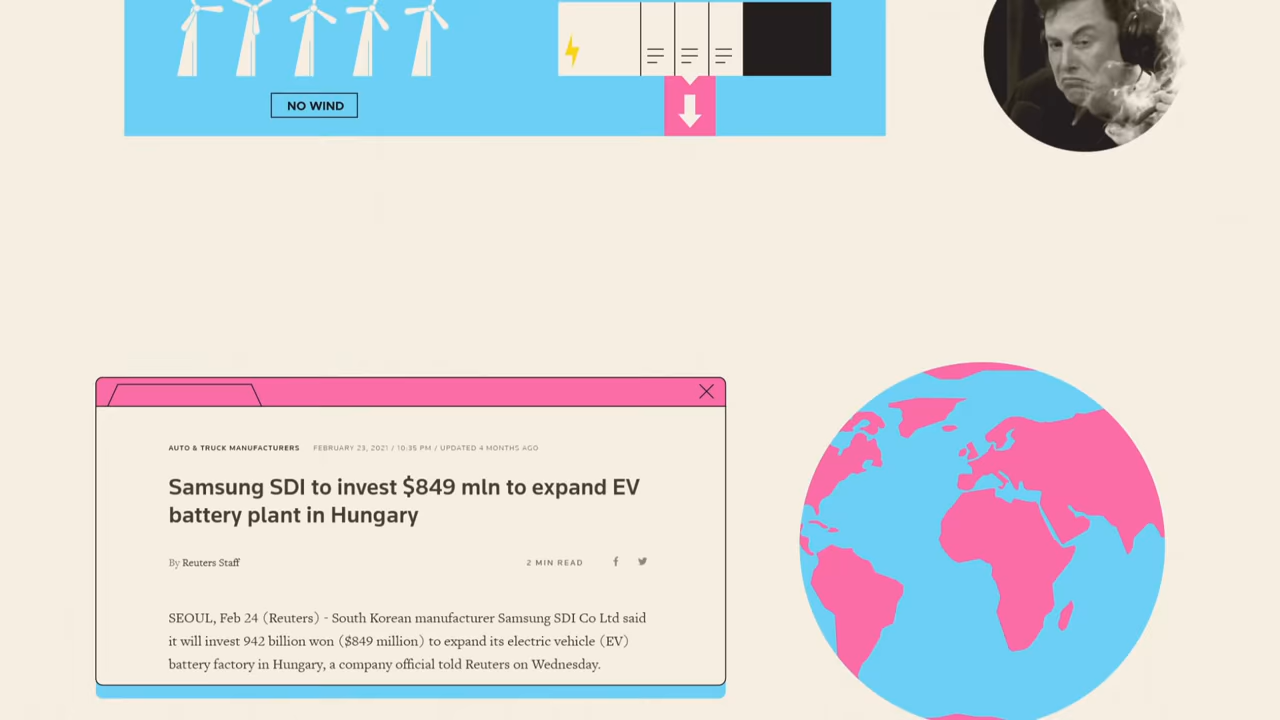 NO WIND
AUTO & TRUCK MANUFACTURERS FEBRUARY 23, 2021 / 10:35 PM / UPDATED 4 MONTHS AGO
Samsung SDI to invest $849 mln to expand EV
battery plant in Hungary
By Reuters Staff 2 MIN READ
SEOUL, Feb 24 (Reuters) - South Korean manufacturer Samsung SDI Co Ltd said
it will invest 942 billion won ($849 million) to expand its electric vehicle (EV)
battery factory in Hungary, a company official told Reuters on Wednesday.